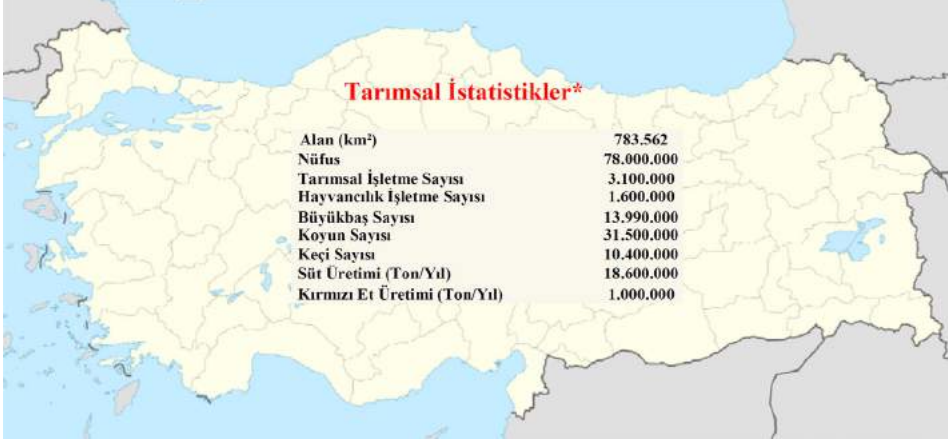 Tarımsal İstatistikler*
Alan (km²) 783.562
Nüfus 78.000.000
Tarımsal İşletme Sayısı 3.100.000
Hayvancılık İşletme Sayısı 1.600.000
Büyükbaş Sayısı 13.990.000
Koyun Sayısı 31.500.000
Keçi Sayısı 10.400.000
Süt Üretimi (Ton/Yıl) 18.600.000
Kırmızı Et Üretimi (Ton/Yıl) 1.000.000